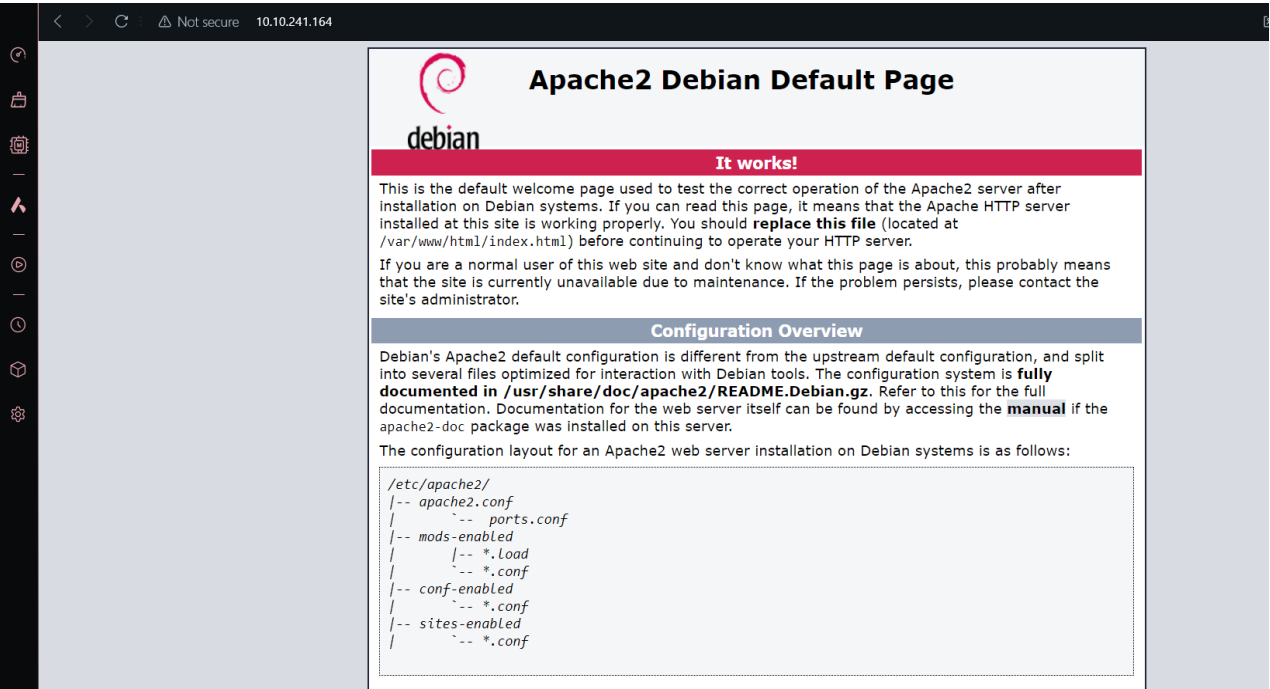 Not secure 10.10.241.164
debian
Apache2 Debian Default Page
It works!
This is the default welcome page used to test the correct operation of the Apache2 server after
installation on Debian systems. If you can read this page, it means that the Apache HTTP server
installed at this site is working properly. You should replace this file (located at
/var/www/html/index.html) before continuing to operate your HTTP server.
If you are a normal user of this web site and don't know what this page is about, this probably means
that the site is currently unavailable due to maintenance. If the problem persists, please contact the
site's administrator.
Configuration Overview
Debian's Apache2 default configuration is different from the upstream default configuration, and split
into several files optimized for interaction with Debian tools. The configuration system is fully
documented in /usr/share/doc/apache2/README.Debian.gz. Refer to this for the full
documentation. Documentation for the web server itself can be found by accessing the manual if the
apache2-doc package was installed on this server.
The configuration layout for an Apache2 web server installation on Debian systems is as follows:
/etc/apache2/
|-- apache2.conf
|       `--  ports.conf
|-- mods-enabled
|       |-- *.load
|       `-- *.conf
|-- conf-enabled
|       `-- *.conf
|-- sites-enabled
|       `-- *.conf